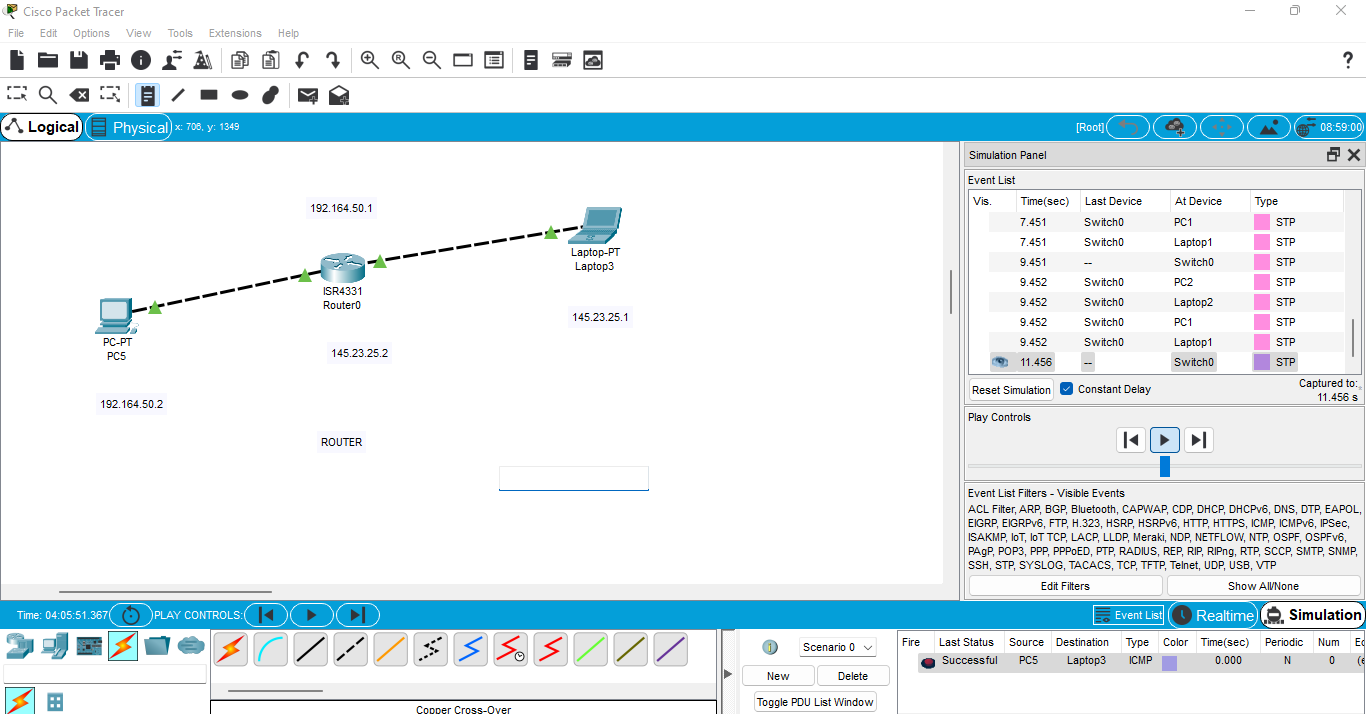 Cisco Packet Tracer
File Edit Options View Tools Extensions Help
Logical Physical x: 708, y: 1349 [Root] 08:59:00
192.164.50.1
Laptop-PT
Laptop3
ISR4331
Router0
145.23.25.1
PC-PT
PC5
145.23.25.2
192.164.50.2
ROUTER
Simulation Panel
Event List
Vis. Time(sec) Last Device At Device Type
7.451 Switch0 PC1 STP
7.451 Switch0 Laptop1 STP
9.451 -- Switch0 STP
9.452 Switch0 PC2 STP
9.452 Switch0 Laptop2 STP
9.452 Switch0 PC1 STP
9.452 Switch0 Laptop1 STP
11.456 -- Switch0 STP
Reset Simulation Constant Delay Captured to:
11.456 s
Play Controls
Event List Filters - Visible Events
ACL Filter, ARP, BGP, Bluetooth, CAPWAP, CDP, DHCP, DHCPv6, DNS, DTP, EAPOL,
EIGRP, EIGRPv6, FTP, H.323, HSRP, HSRPv6, HTTP, HTTPS, ICMP, ICMPv6, IPSec,
ISAKMP, IoT, IoT TCP, LACP, LLDP, Meraki, NDP, NETFLOW, NTP, OSPF, OSPFv6,
PAgP, POP3, PPP, PPPoED, PTP, RADIUS, REP, RIP, RIPng, RTP, SCCP, SMTP, SNMP,
SSH, STP, SYSLOG, TACACS, TCP, TFTP, Telnet, UDP, USB, VTP
Edit Filters Show All/None
Time: 04:05:51.367 PLAY CONTROLS: Event List Realtime Simulation
Scenario 0
New Delete
Toggle PDU List Window
Fire Last Status Source Destination Type Color Time(sec) Periodic Num Ed
Successful PC5 Laptop3 ICMP 0.000 N 0 (e
Copper Cross-Over